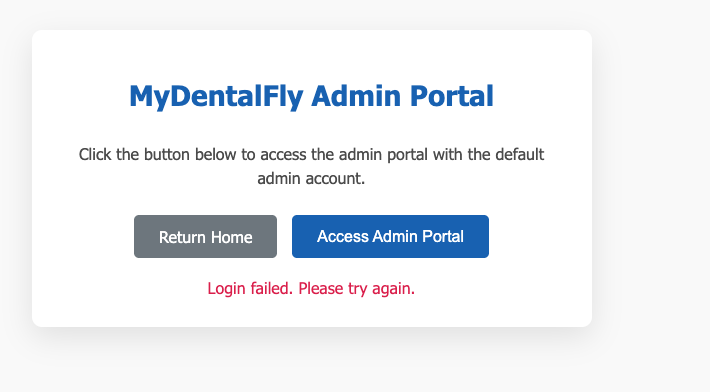 MyDentalFly Admin Portal
Click the button below to access the admin portal with the default
admin account.
Return Home
Access Admin Portal
Login failed. Please try again.